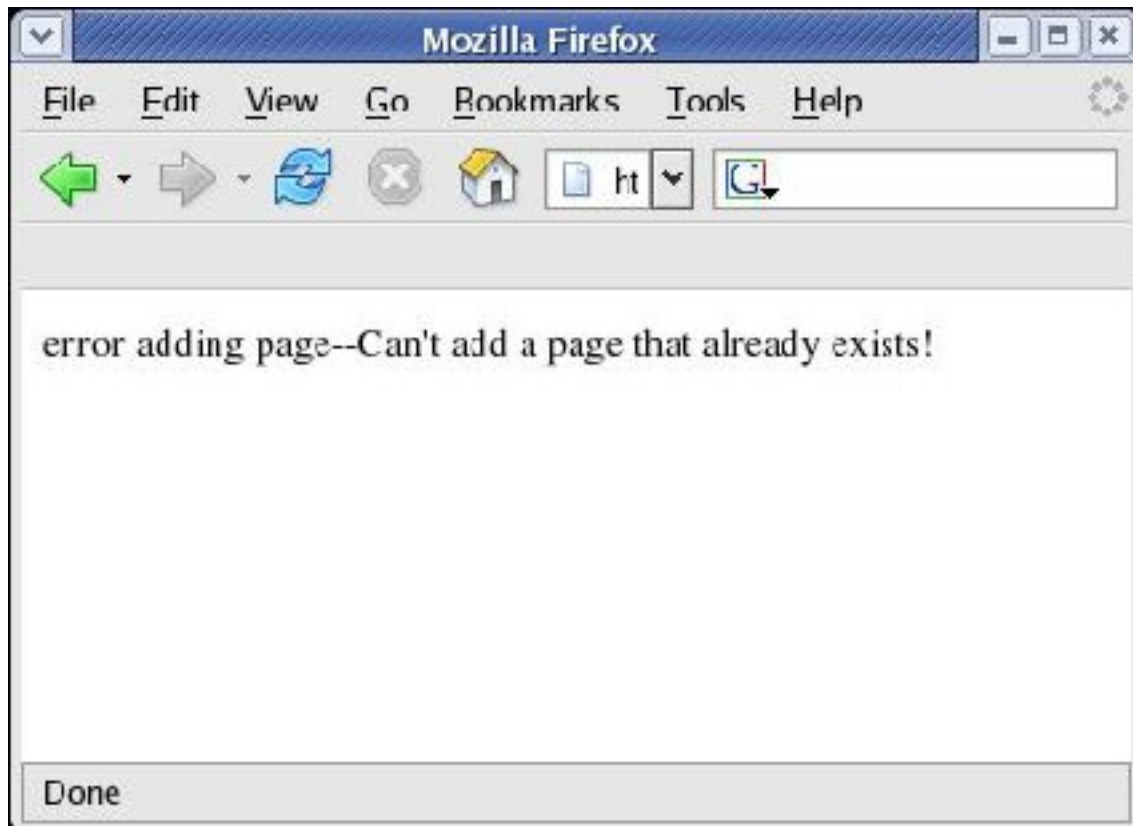 Mozilla Firefox
File Edit View Go Bookmarks Tools Help
ht G
error adding page--Can't add a page that already exists!
Done